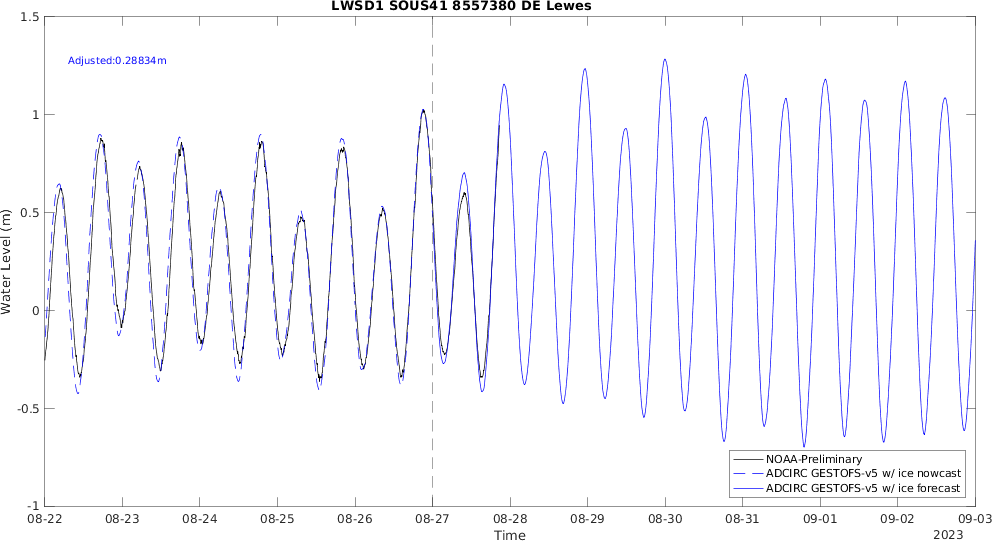 LWSD1 SOUS41 8557380 DE Lewes
Adjusted:0.28834m
Water Level (m)
1.5
1
0.5
0
-0.5
-1
NOAA-Preliminary
ADCIRC GESTOFS-v5 w/ ice nowcast
ADCIRC GESTOFS-v5 w/ ice forecast
08-22 08-23 08-24 08-25 08-26 08-27 08-28 08-29 08-30 08-31 09-01 09-02 09-03
Time
2023